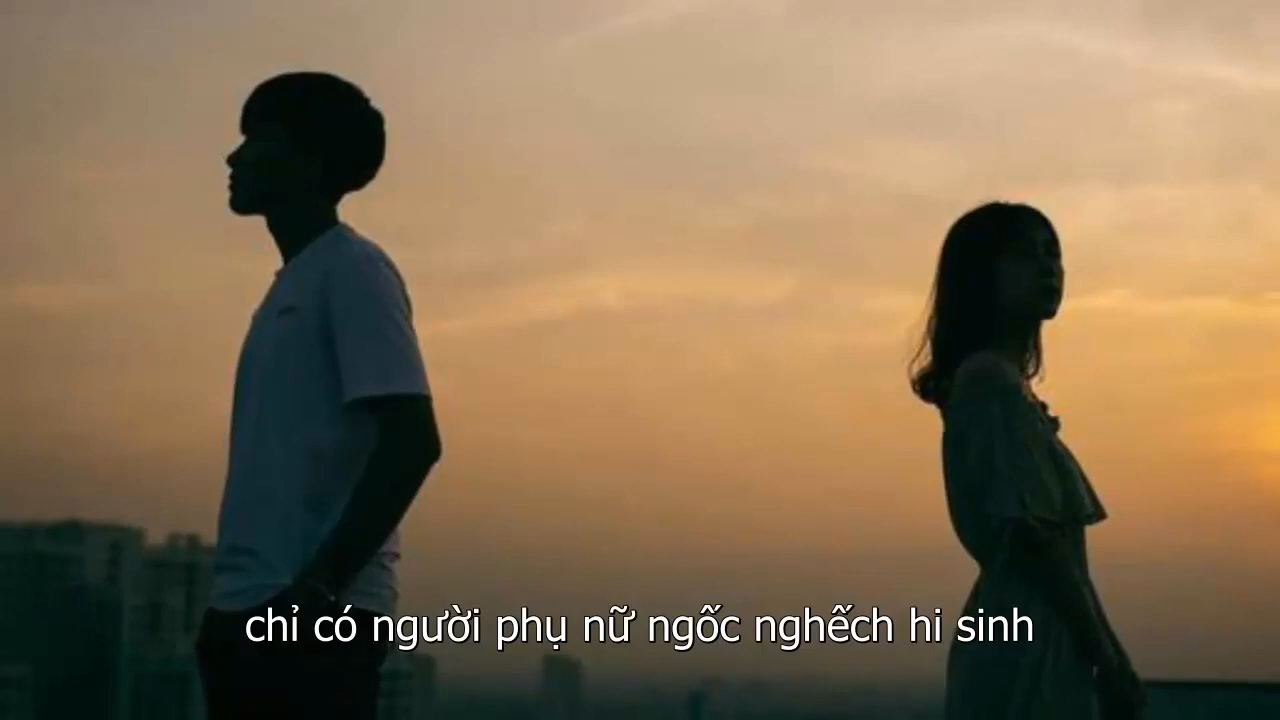 chỉ có người phụ nữ ngốc nghếch hi sinh